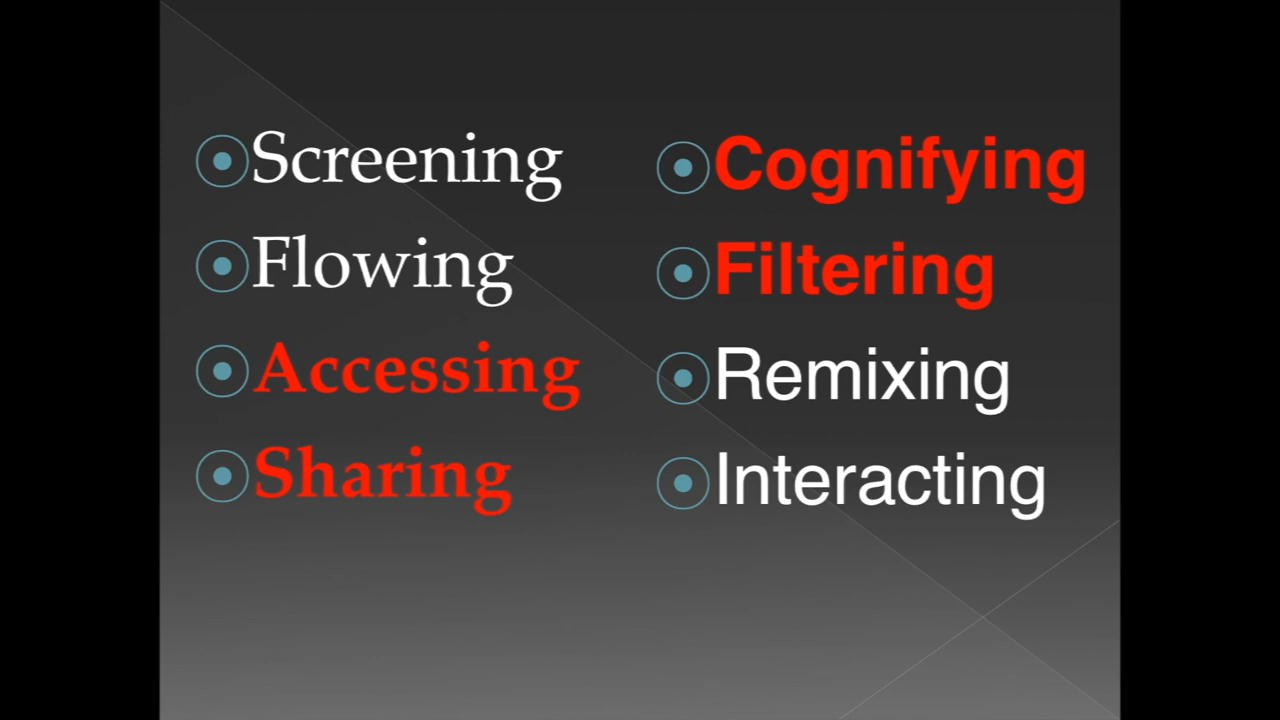 Screening
Flowing
Accessing
Sharing
Cognifying
Filtering
Remixing
Interacting